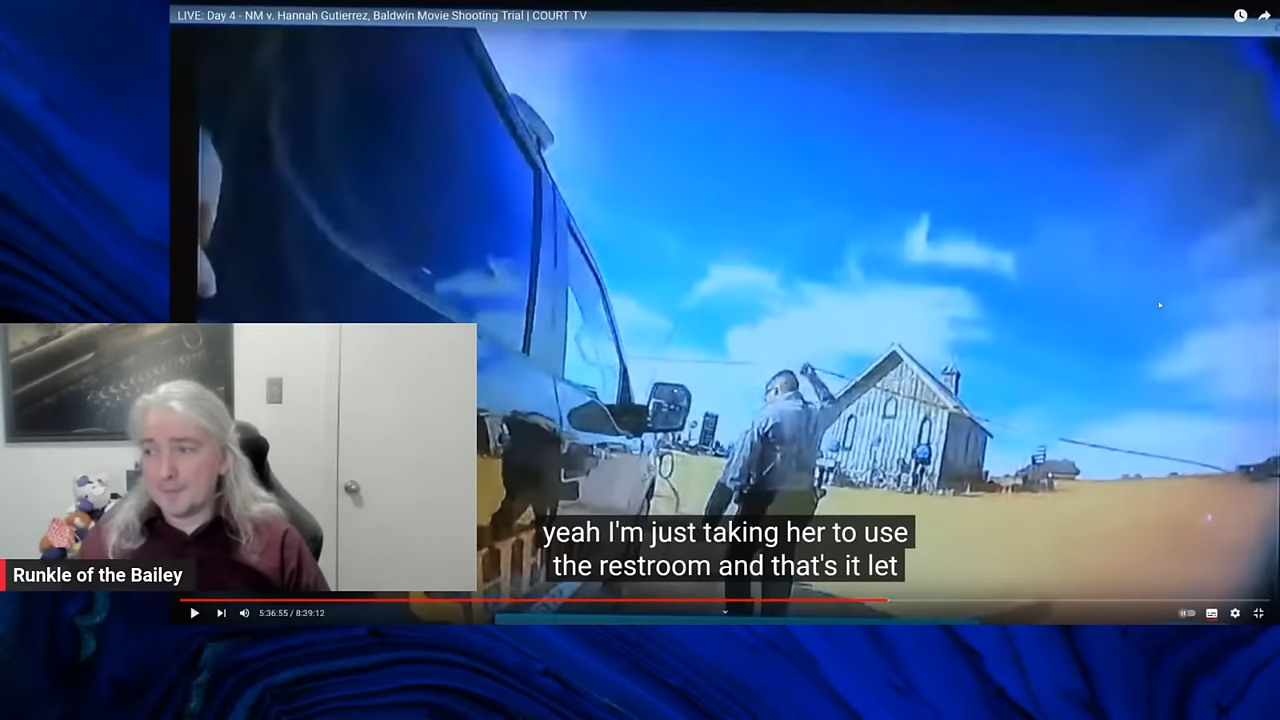 LIVE: Day 4 - NM v. Hannah Gutierrez, Baldwin Movie Shooting Trial | COURT TV
yeah I'm just taking her to use
the restroom and that's it let
Runkle of the Bailey
5:36:55 / 8:39:12